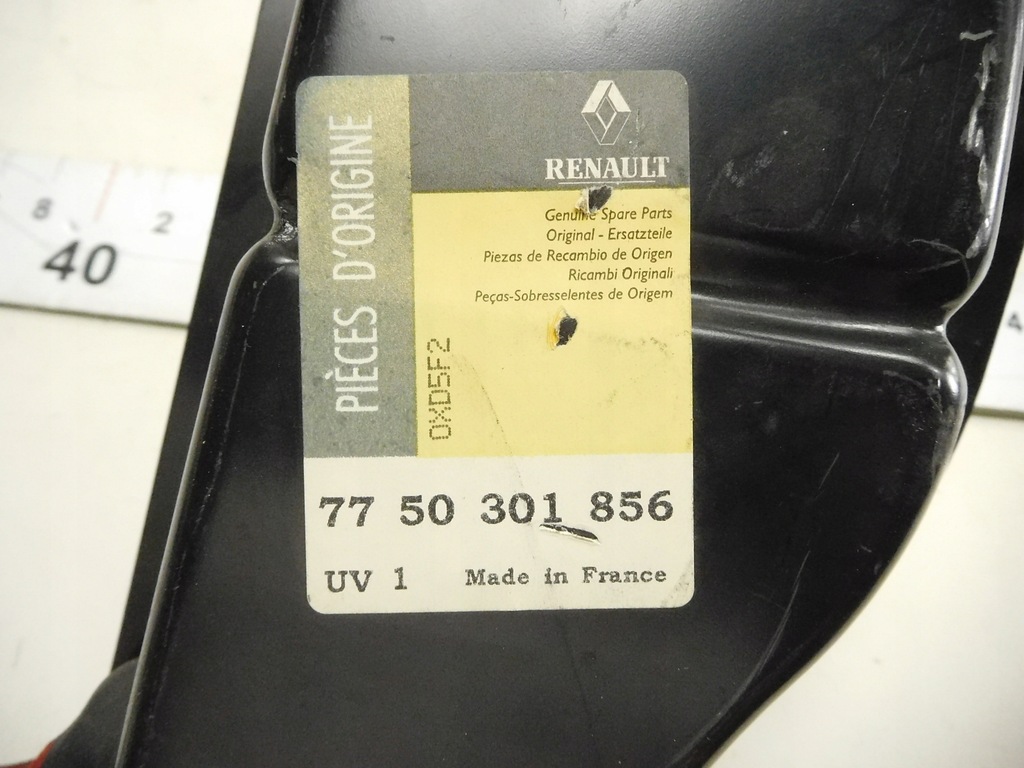 PIÈCES D'ORIGINE
RENAULT
Genuine Spare Parts
Original - Ersatzteile
Piezas de Recambio de Origen
Ricambi Originali
Peças-Sobresselentes de Origem
0XD5F2
77 50 301 856
UV 1 Made in France
8 2
40
4